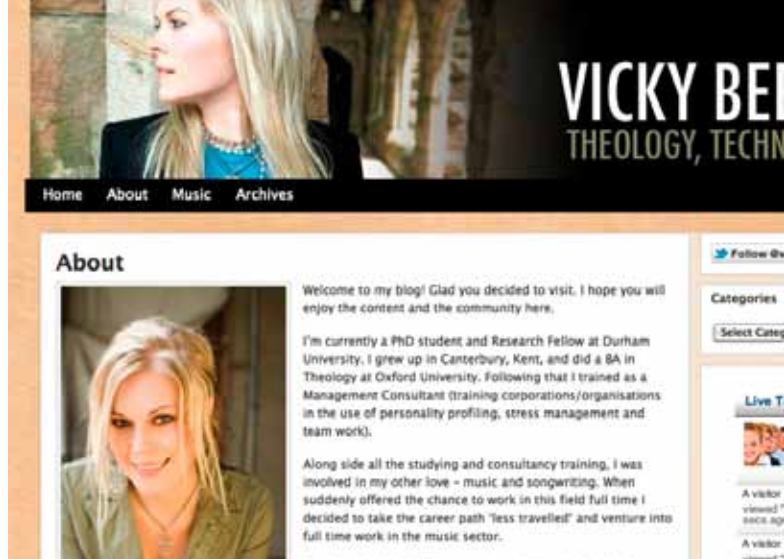 VICKY BE
THEOLOGY, TECHN
Home About Music Archives
About
Welcome to my blog! Glad you decided to visit. I hope you will
enjoy the content and the community here.
I'm currently a PhD student and Research Fellow at Durham
University. I grew up in Canterbury, Kent, and did a BA in
Theology at Oxford University. Following that I trained as a
Management Consultant (training corporations/organisations
in the use of personality profiling, stress management and
team work).
Along side all the studying and consultancy training, I was
involved in my other love – music and songwriting. When
suddenly offered the chance to work in this field full time I
decided to take the career path "less travelled" and venture into
full time work in the music sector.
Follow @v
Categories
Select Categ
Live T
A visitor
viewed "
secs ago
A visitor